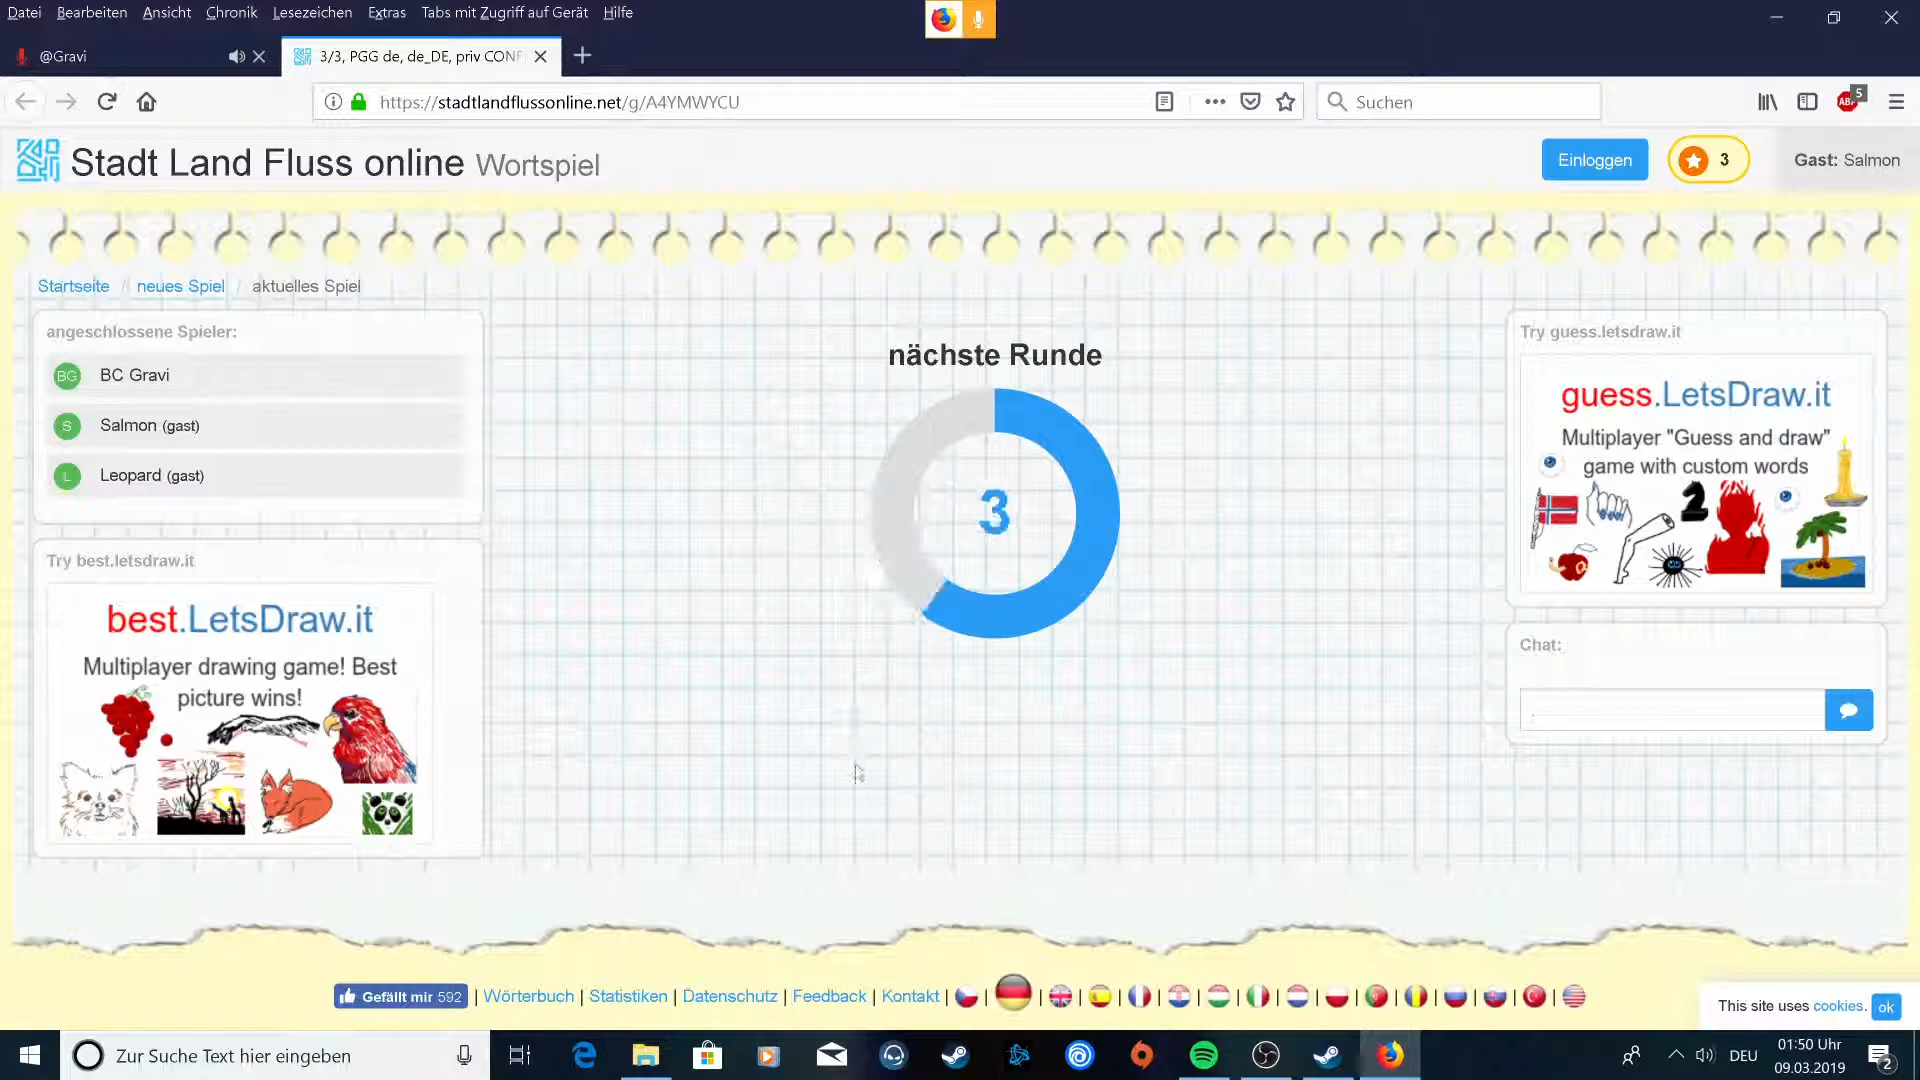 Datei Bearbeiten Ansicht Chronik Lesezeichen Extras Tabs mit Zugriff auf Gerät Hilfe
@Gravi
3/3, PGG de, de_DE, priv CONF
https://stadtlandflussonline.net/g/A4YMWYCU
Suchen
ABP
5
Stadt Land Fluss online Wortspiel
Einloggen
3
Gast: Salmon
Startseite / neues Spiel / aktuelles Spiel
angeschlossene Spieler:
BG BC Gravi
S Salmon (gast)
L Leopard (gast)
Try best.letsdraw.it
best.LetsDraw.it
Multiplayer drawing game! Best
picture wins!
nächste Runde
3
Try guess.letsdraw.it
guess.LetsDraw.it
Multiplayer "Guess and draw"
game with custom words
Chat:
Gefällt mir 592 | Wörterbuch | Statistiken | Datenschutz | Feedback | Kontakt |
This site uses cookies. ok
Zur Suche Text hier eingeben
DEU
01:50 Uhr
09.03.2019
2